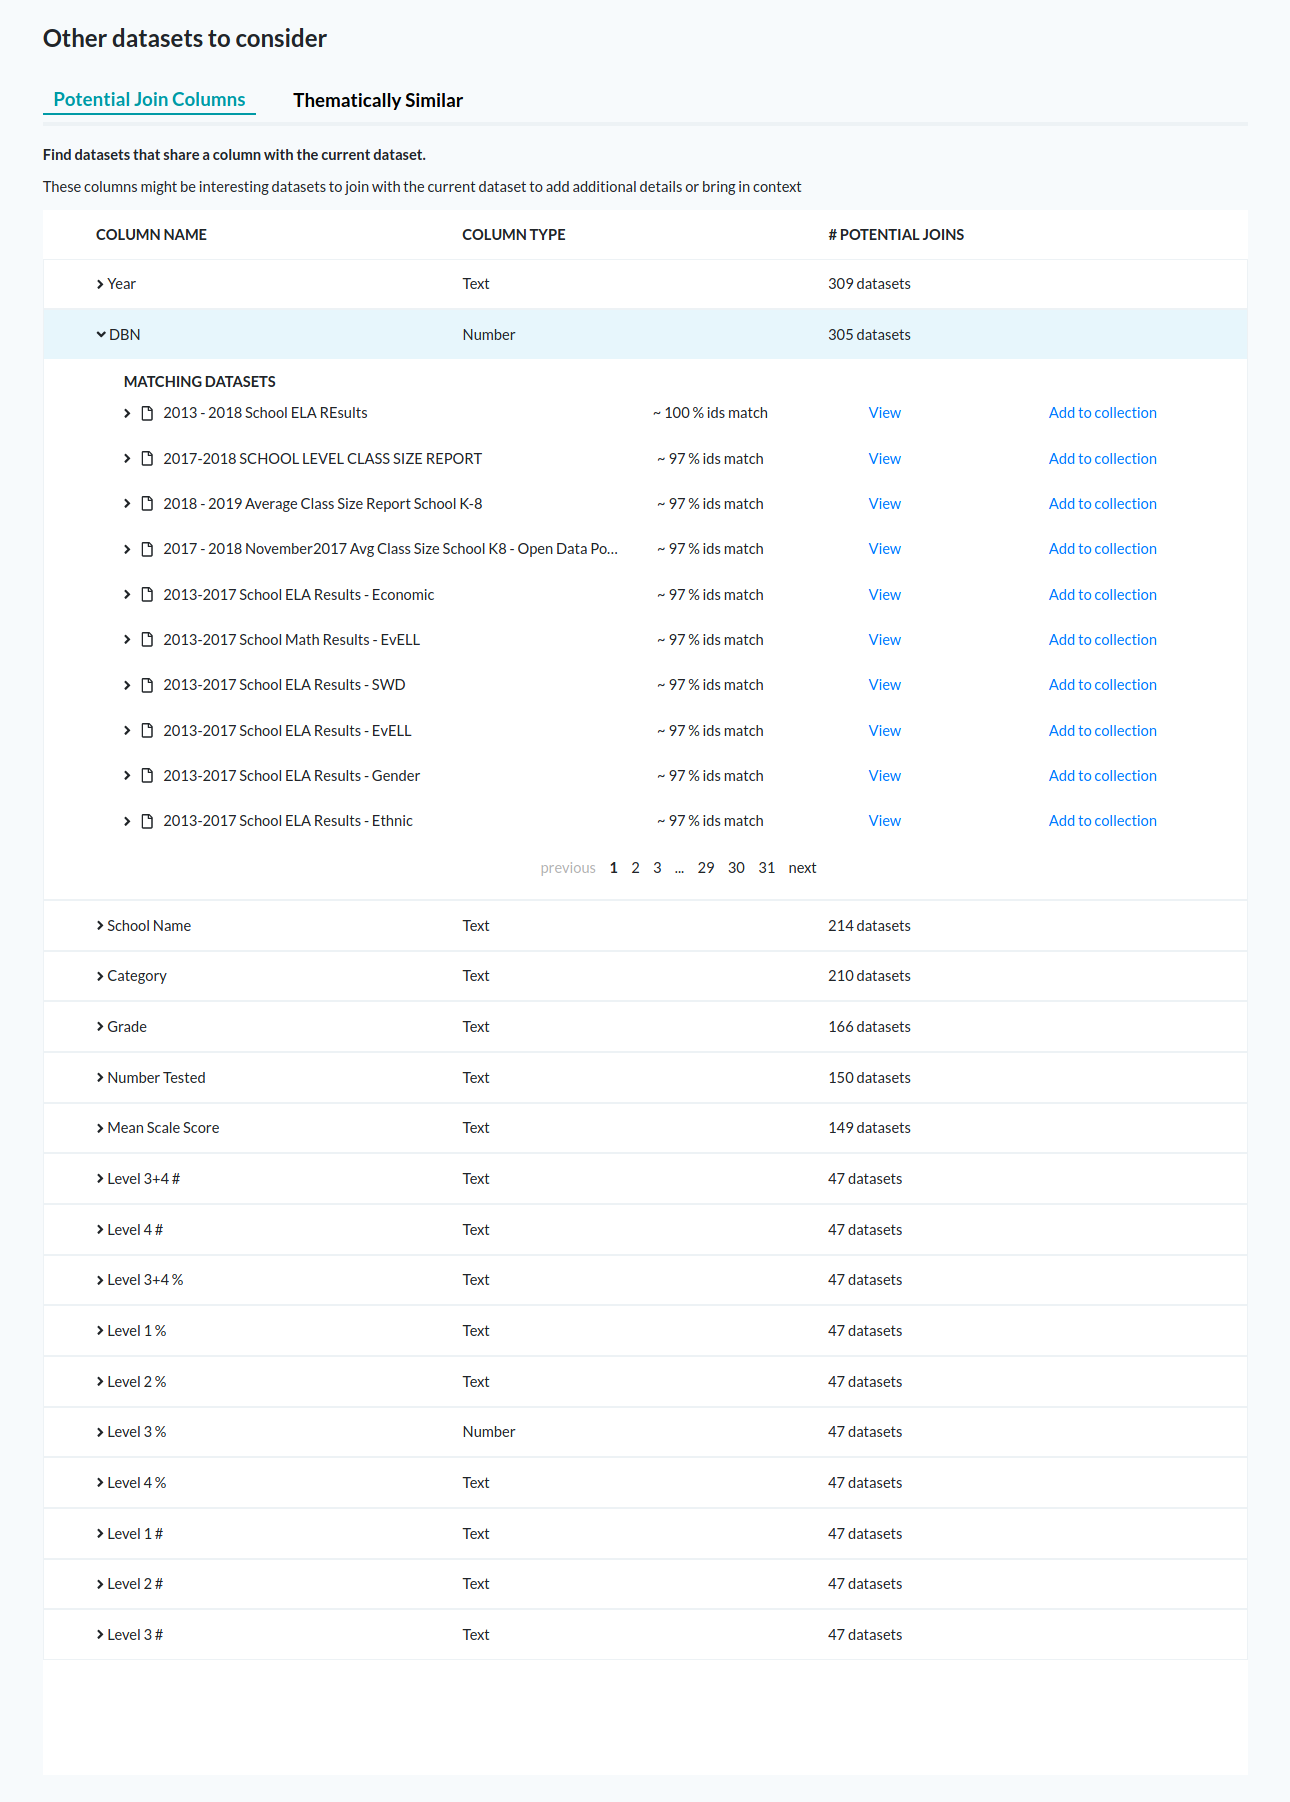 Other datasets to consider
Potential Join Columns Thematically Similar
Find datasets that share a column with the current dataset.
These columns might be interesting datasets to join with the current dataset to add additional details or bring in context
COLUMN NAME COLUMN TYPE # POTENTIAL JOINS
Year Text 309 datasets
DBN Number 305 datasets
MATCHING DATASETS
2013 - 2018 School ELA REsults ~ 100 % ids match View Add to collection
2017-2018 SCHOOL LEVEL CLASS SIZE REPORT ~ 97 % ids match View Add to collection
2018 - 2019 Average Class Size Report School K-8 ~ 97 % ids match View Add to collection
2017 - 2018 November2017 Avg Class Size School K8 - Open Data Po... ~ 97 % ids match View Add to collection
2013-2017 School ELA Results - Economic ~ 97 % ids match View Add to collection
2013-2017 School Math Results - EvELL ~ 97 % ids match View Add to collection
2013-2017 School ELA Results - SWD ~ 97 % ids match View Add to collection
2013-2017 School ELA Results - EvELL ~ 97 % ids match View Add to collection
2013-2017 School ELA Results - Gender ~ 97 % ids match View Add to collection
2013-2017 School ELA Results - Ethnic ~ 97 % ids match View Add to collection
previous 1 2 3 ... 29 30 31 next
School Name Text 214 datasets
Category Text 210 datasets
Grade Text 166 datasets
Number Tested Text 150 datasets
Mean Scale Score Text 149 datasets
Level 3+4 # Text 47 datasets
Level 4 # Text 47 datasets
Level 3+4 % Text 47 datasets
Level 1 % Text 47 datasets
Level 2 % Text 47 datasets
Level 3 % Number 47 datasets
Level 4 % Text 47 datasets
Level 1 # Text 47 datasets
Level 2 # Text 47 datasets
Level 3 # Text 47 datasets